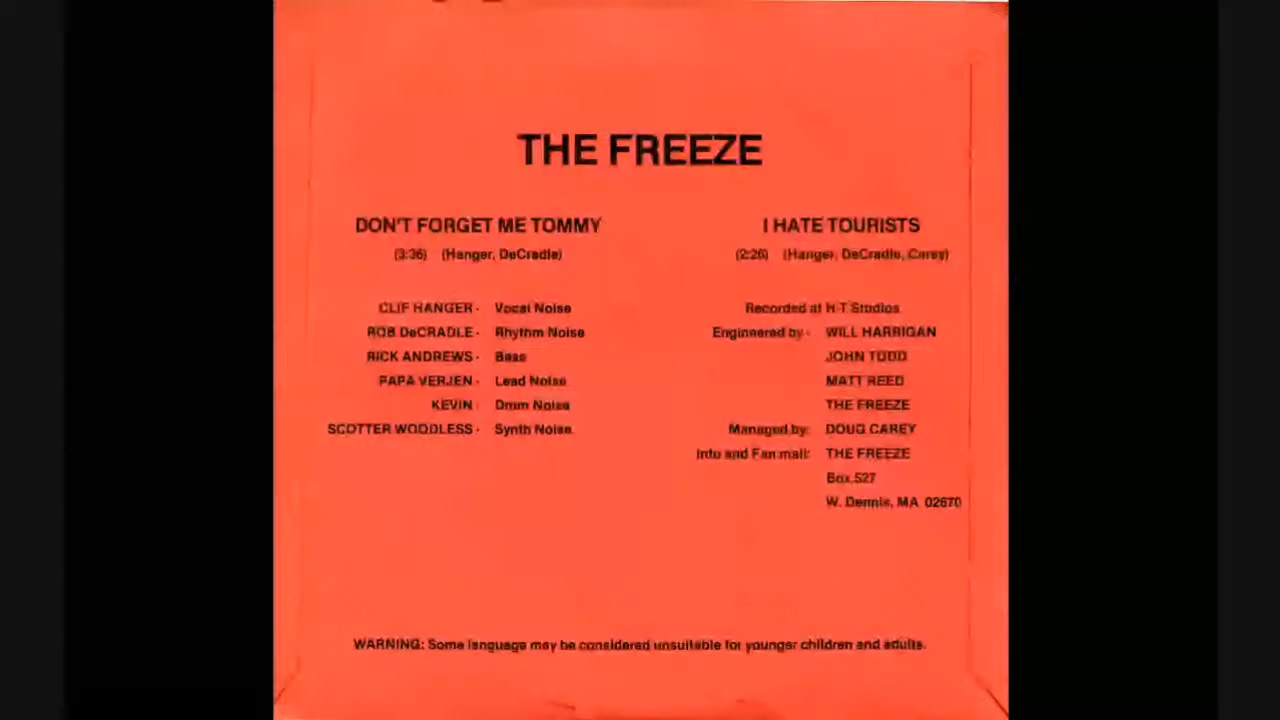 THE FREEZE
DON'T FORGET ME TOMMY
(3:36) (Hanger, DeCradle)
CLIF HANGER - Vocal Noise
ROB DeCRADLE - Rhythm Noise
RICK ANDREWS - Bass
PAPA VERJEN - Lead Noise
KEVIN - Drum Noise
SCOTTER WOODLESS - Synth Noise
I HATE TOURISTS
(2:26) (Hanger, DeCradle, Carey)
Recorded at H-T Studios
Engineered by - WILL HARRIGAN
JOHN TODD
MATT REED
THE FREEZE
Managed by: DOUG CAREY
Info and Fan mail: THE FREEZE
Box 527
W. Dennis, MA 02670
WARNING: Some language may be considered unsuitable for younger children and adults.